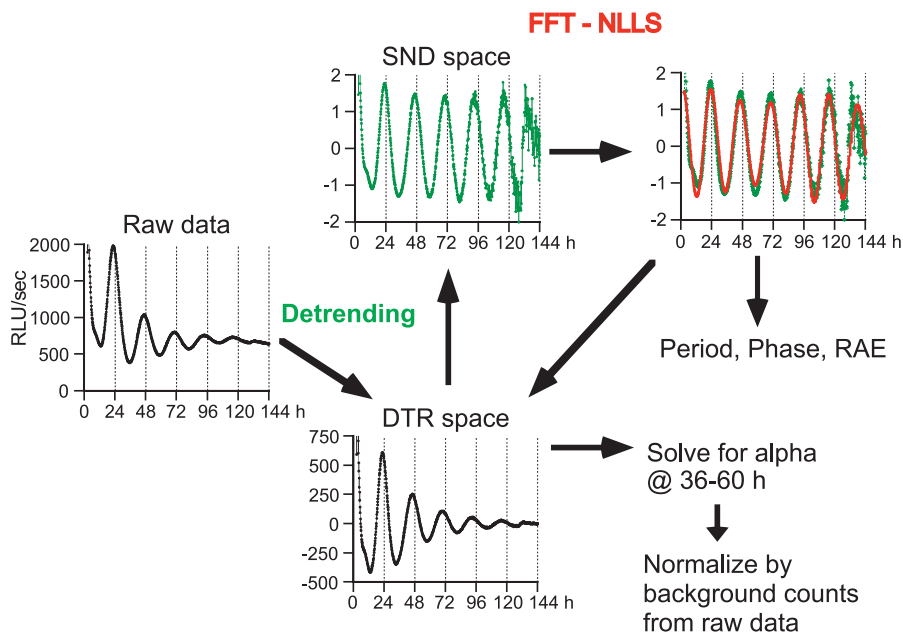 FFT - NLLS
SND space
2
1
0
-1
-2
0 24 48 72 96 120 144 h
2
1
0
-1
-2
0 24 48 72 96 120 144 h
Raw data
2000
1500
1000
500
0
RLU/sec
0 24 48 72 96 120 144 h
Detrending
Period, Phase, RAE
DTR space
750
500
250
0
-250
-500
0 24 48 72 96 120 144 h
Solve for alpha
@ 36-60 h
Normalize by
background counts
from raw data